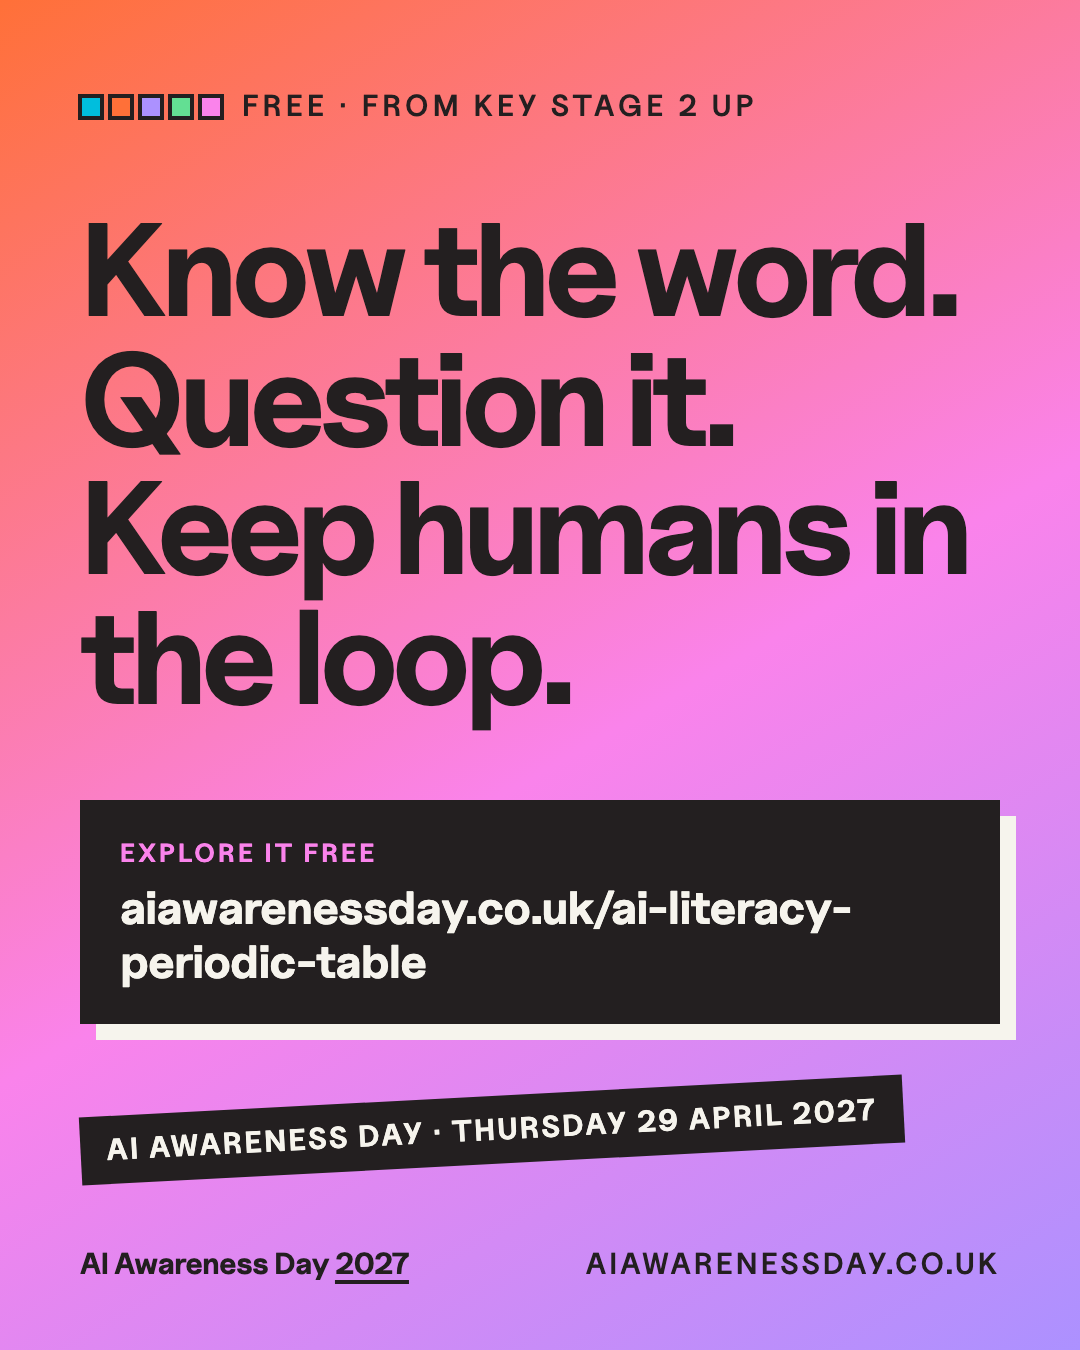 FREE · FROM KEY STAGE 2 UP
Know the word.
Question it.
Keep humans in
the loop.
EXPLORE IT FREE
aiawarenessday.co.uk/ai-literacy-
periodic-table
AI AWARENESS DAY · THURSDAY 29 APRIL 2027
AI Awareness Day 2027
AIAWARENESSDAY.CO.UK